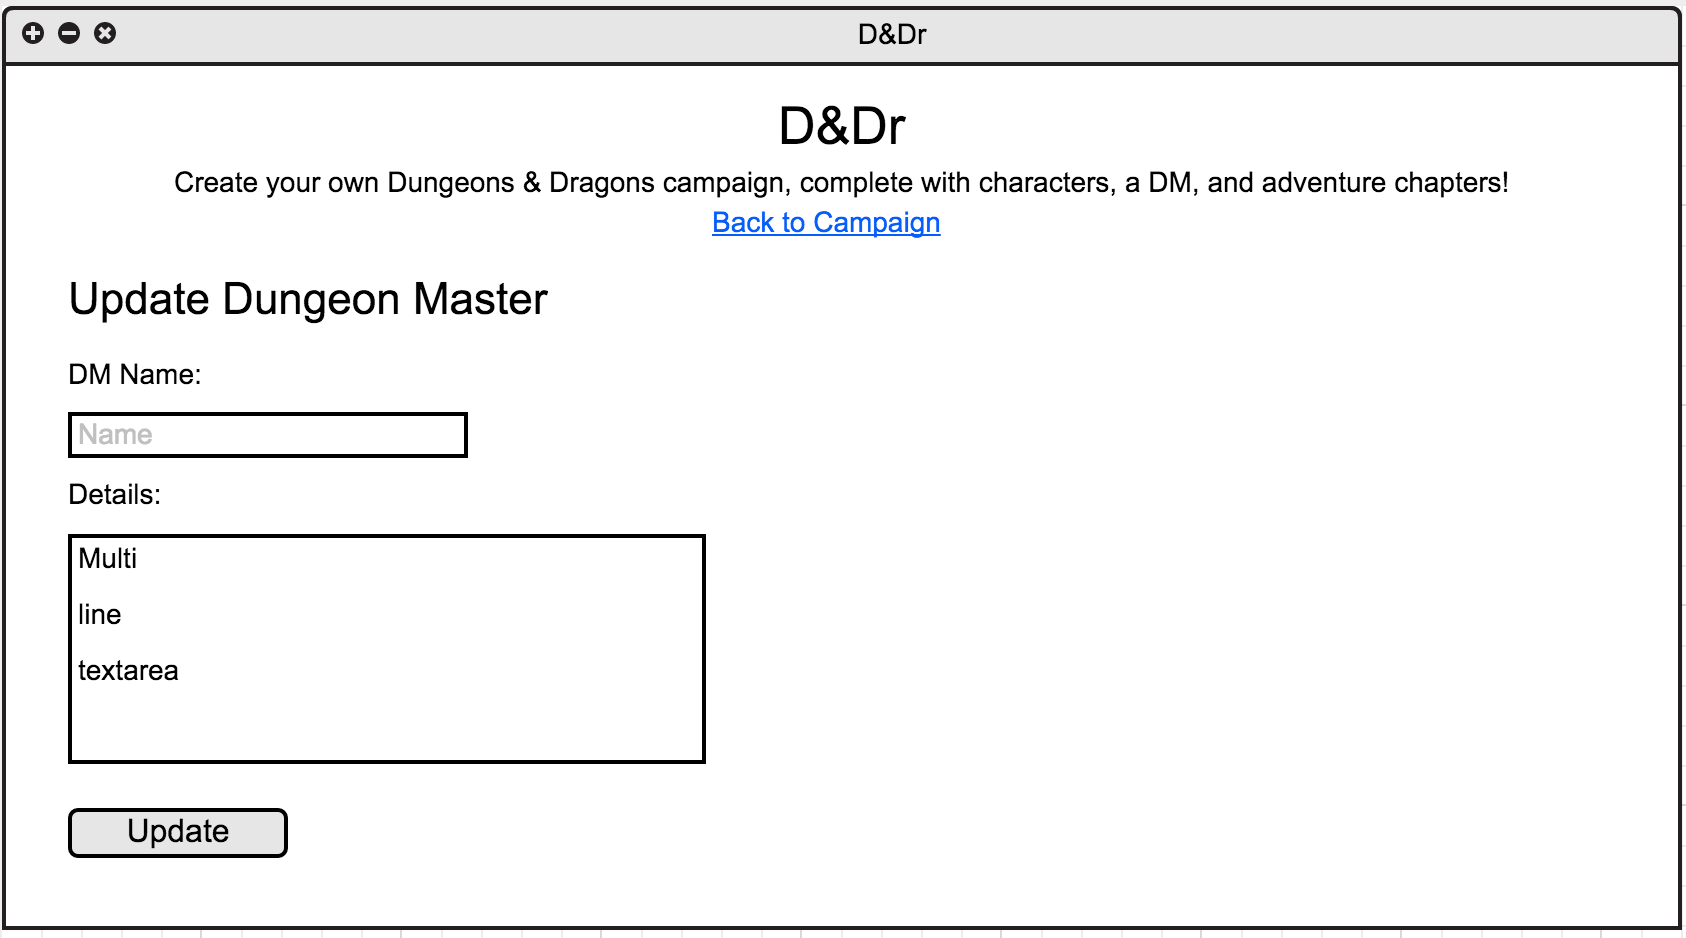 D&Dr
D&Dr
Create your own Dungeons & Dragons campaign, complete with characters, a DM, and adventure chapters!
Back to Campaign
Update Dungeon Master
DM Name:
Name
Details:
Multi
line
textarea
Update